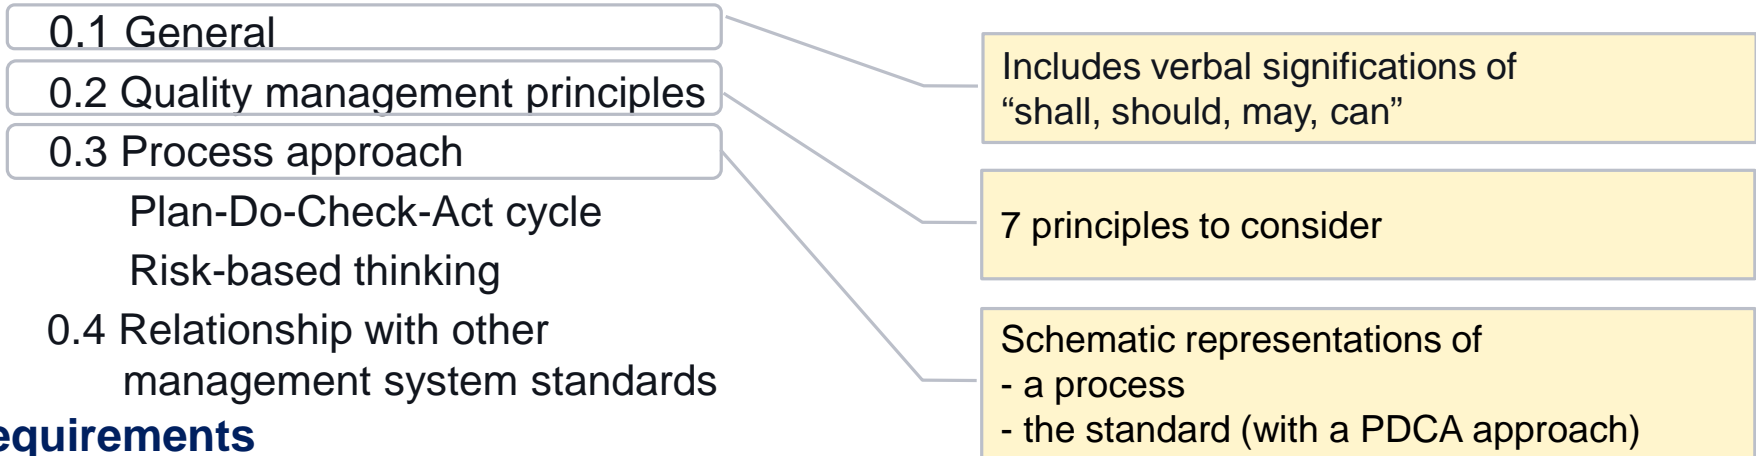 0.1 General
0.2 Quality management principles
0.3 Process approach
Plan-Do-Check-Act cycle
Risk-based thinking
0.4 Relationship with other
management system standards
equirements
Includes verbal significations of
“shall, should, may, can”
7 principles to consider
Schematic representations of
- a process
- the standard (with a PDCA approach)